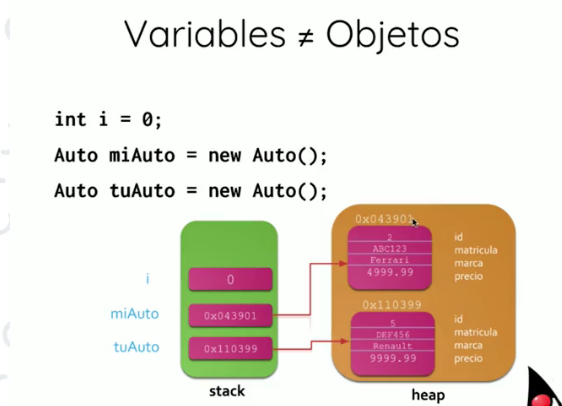 Variables ≠ Objetos
int i = 0;
Auto miAuto = new Auto();
Auto tuAuto = new Auto();
0x043901
2
id
ABC123
matricula
Ferrari
marca
4999.99
precio
i
0
miAuto
0x043901
0x110399
5
id
tuAuto
0x110399
DEF456
matricula
Renault
marca
9999.99
precio
stack
heap